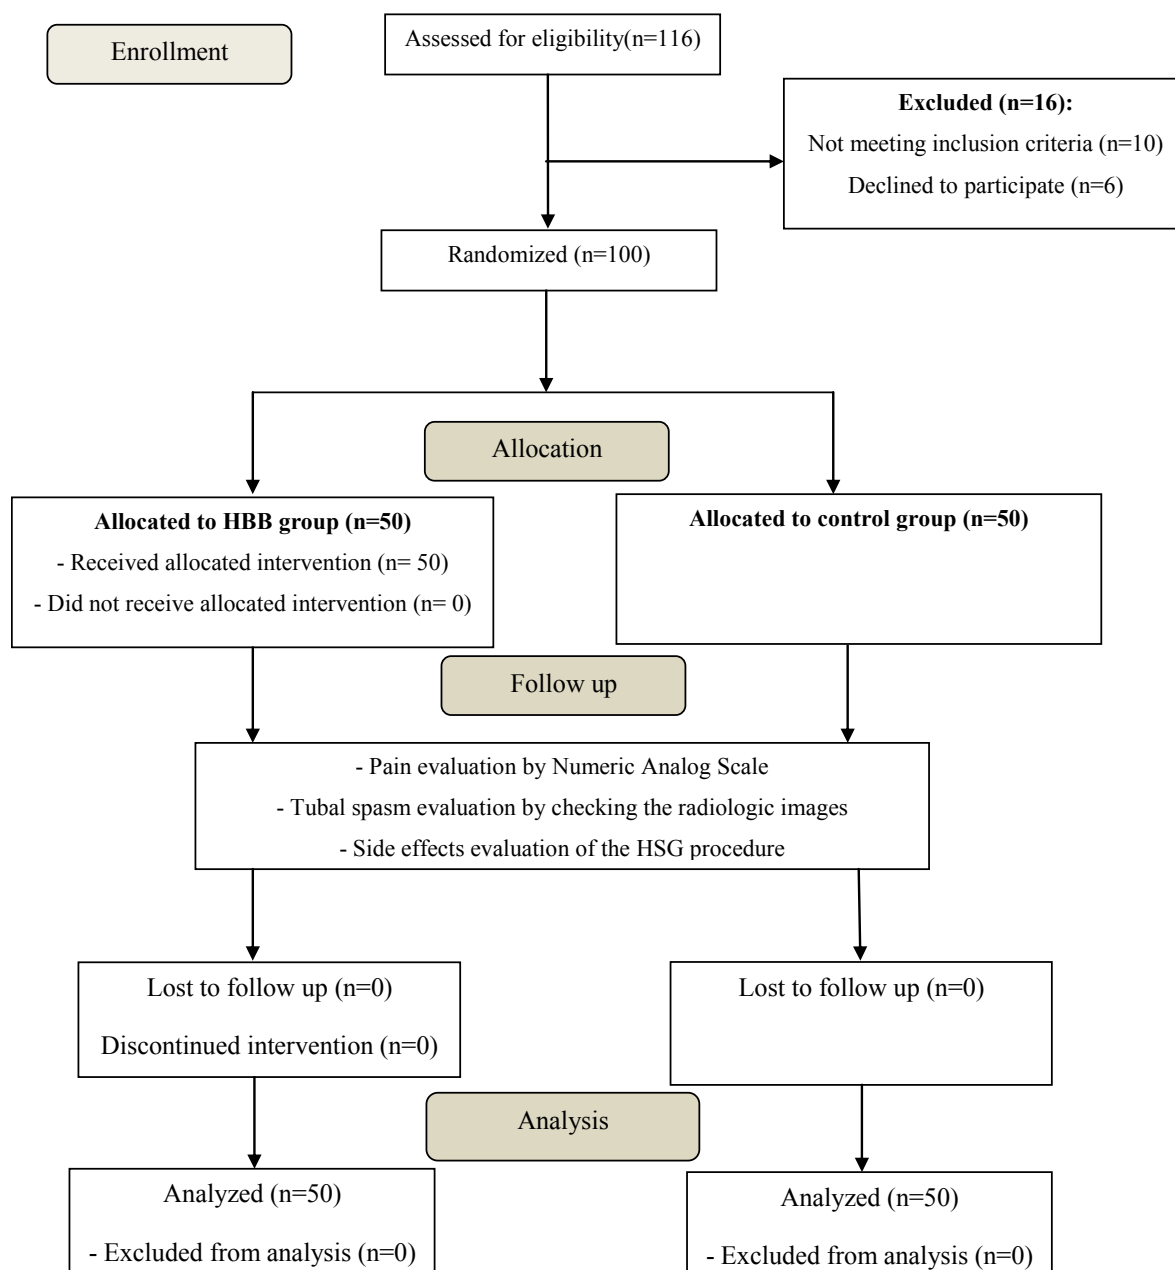 Enrollment
Assessed for eligibility(n=116)
Excluded (n=16):
Not meeting inclusion criteria (n=10)
Declined to participate (n=6)
Randomized (n=100)
Allocation
Allocated to HBB group (n=50)
- Received allocated intervention (n= 50)
- Did not receive allocated intervention (n= 0)
Allocated to control group (n=50)
Follow up
- Pain evaluation by Numeric Analog Scale
- Tubal spasm evaluation by checking the radiologic images
- Side effects evaluation of the HSG procedure
Lost to follow up (n=0)
Discontinued intervention (n=0)
Lost to follow up (n=0)
Analysis
Analyzed (n=50)
- Excluded from analysis (n=0)
Analyzed (n=50)
- Excluded from analysis (n=0)